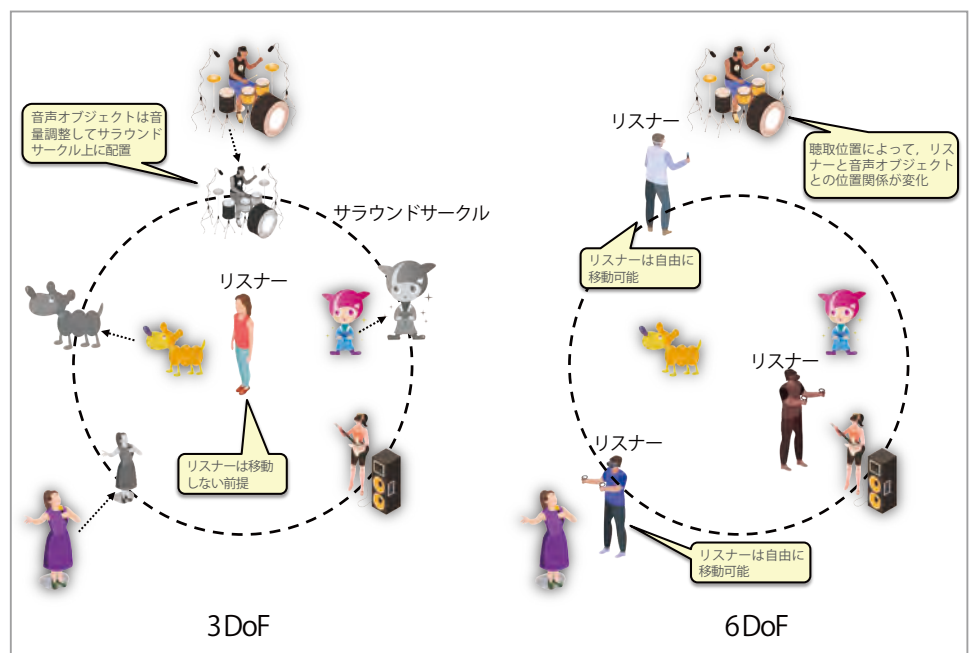 音声オブジェクトは音
量調整してサラウンド
サークル上に配置
サラウンドサークル
リスナー
リスナーは移動
しない前提
3DoF
リスナー
聴取位置によって，リス
ナーと音声オブジェクト
との位置関係が変化
リスナーは自由に
移動可能
リスナー
リスナー
リスナーは自由に
移動可能
6DoF